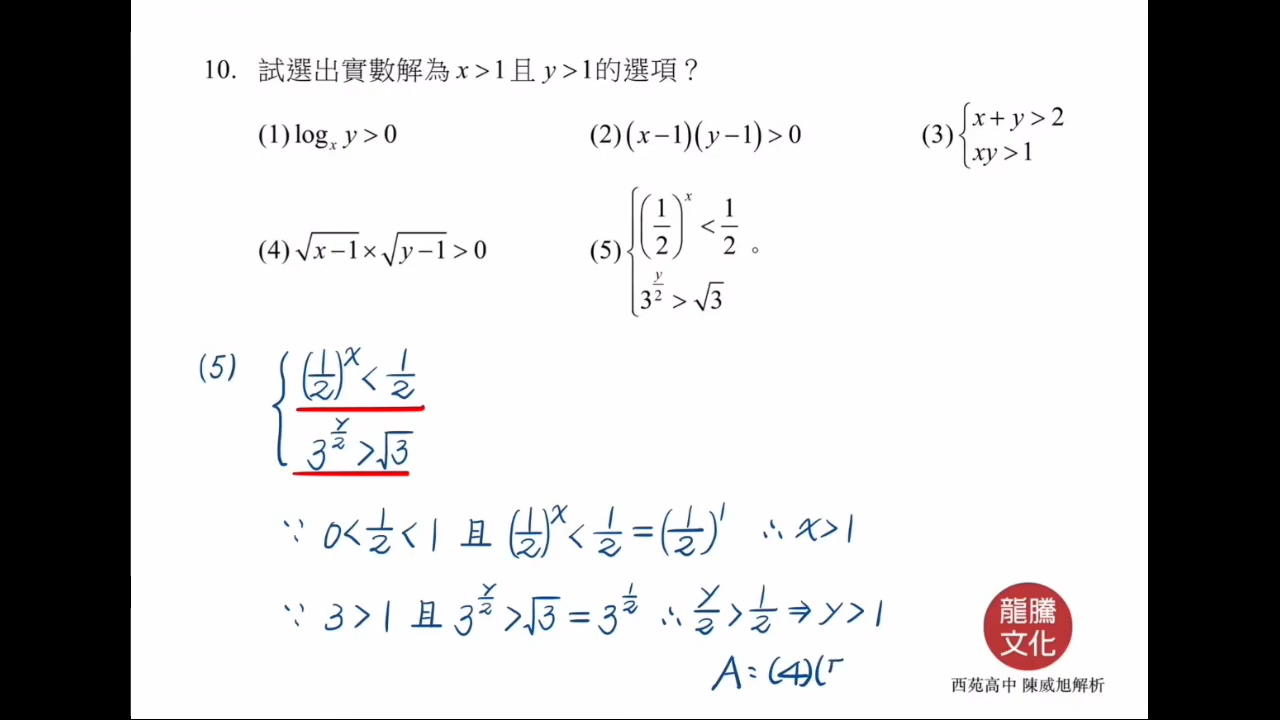 10. 試選出實數解為 x > 1 且 y > 1 的選項？
(1) logₓ y > 0 (2) (x−1)(y−1) > 0 (3) { x + y > 2
xy > 1
(4) √(x−1) × √(y−1) > 0 (5) { (1/2)^x < 1/2
3^(y/2) > √3 。
(5) { (1/2)^x < 1/2
3^(y/2) > √3
∵ 0 < 1/2 < 1 且 (1/2)^x < 1/2 = (1/2)^1 ∴ x > 1
∵ 3 > 1 且 3^(y/2) > √3 = 3^(1/2) ∴ y/2 > 1/2 ⇒ y > 1
A: (4)(
龍騰
文化
西苑高中 陳威旭解析